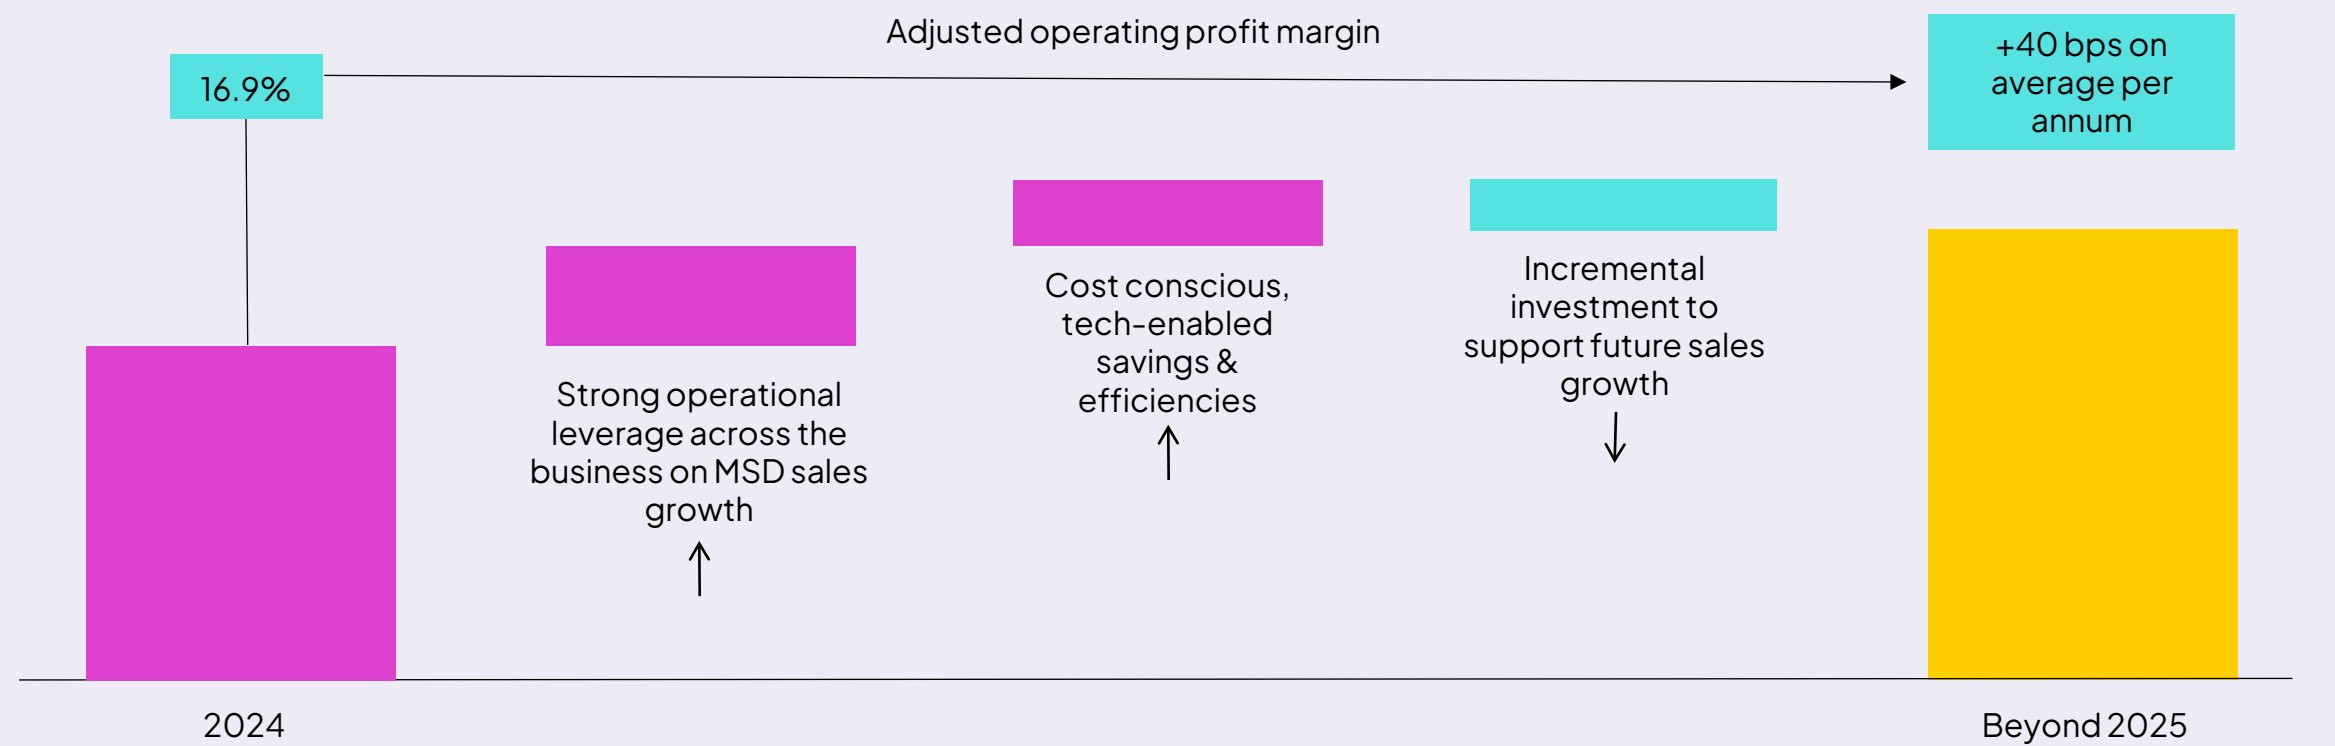 Adjusted operating profit margin
16.9%
+40 bps on
average per
annum
Strong operational
leverage across the
business on MSD sales
growth
Cost conscious,
tech-enabled
savings &
efficiencies
Incremental
investment to
support future sales
growth
2024
Beyond 2025